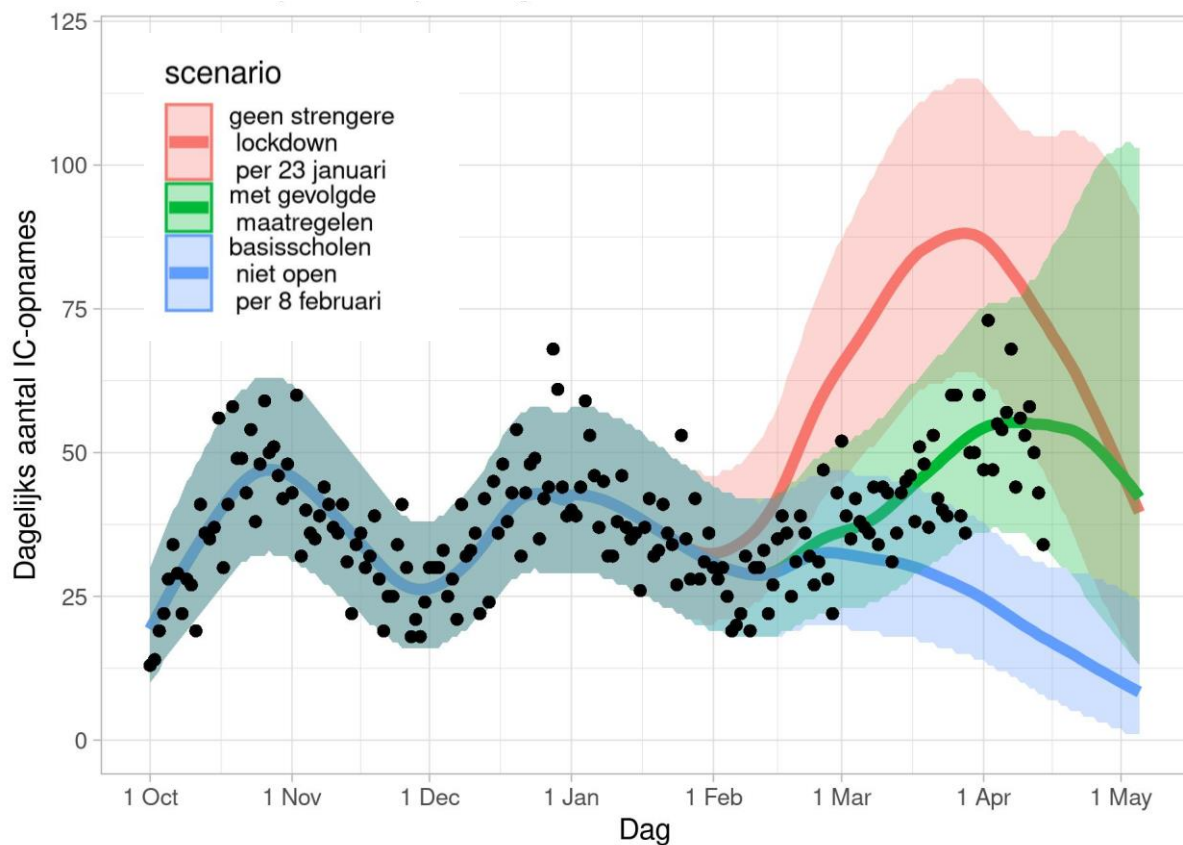 125
100
75
50
25
0
Dagelijks aantal IC-opnames
scenario
geen strengere
lockdown
per 23 januari
met gevolgde
maatregelen
basisscholen
niet open
per 8 februari
1 Oct
1 Nov
1 Dec
1 Jan
1 Feb
1 Mar
1 Apr
1 May
Dag